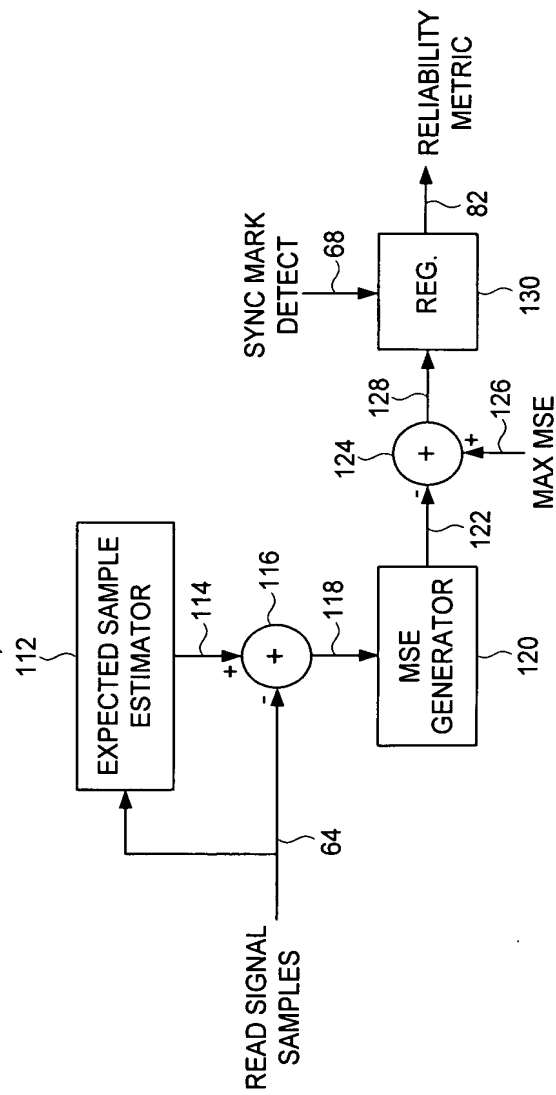 112
EXPECTED SAMPLE
ESTIMATOR
114
+
116
+
-
READ SIGNAL
SAMPLES
64
118
MSE
GENERATOR
120
122
-
124
+
+
126
MAX MSE
128
SYNC MARK
DETECT
68
REG.
130
82
RELIABILITY
METRIC